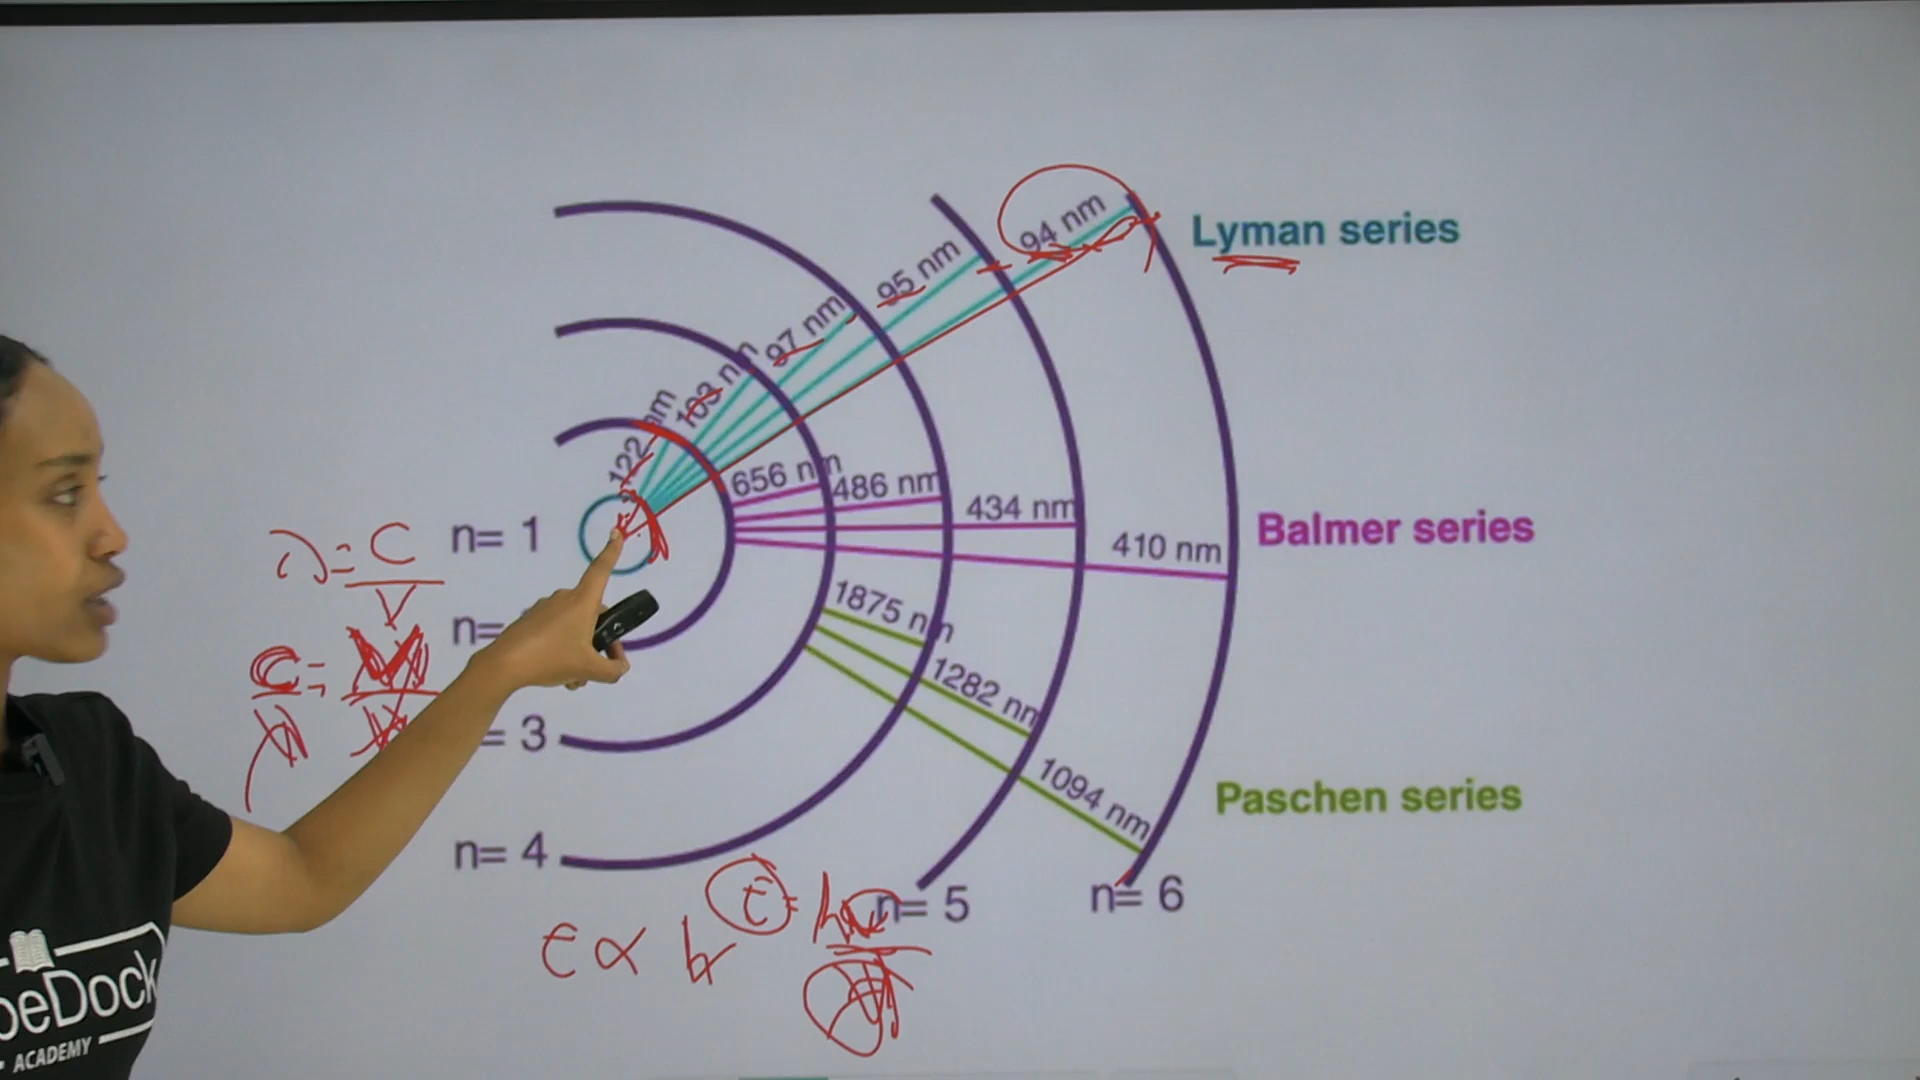 Lyman series
94 nm
95 nm
97 nm
103 nm
122 nm
656 nm
486 nm
434 nm
410 nm
Balmer series
n= 1
λ = C
V
n=
C =
1875 nm
1282 nm
1094 nm
= 3
Paschen series
n= 4
n= 5
n= 6
E =
E ∝
oeDock
ACADEMY